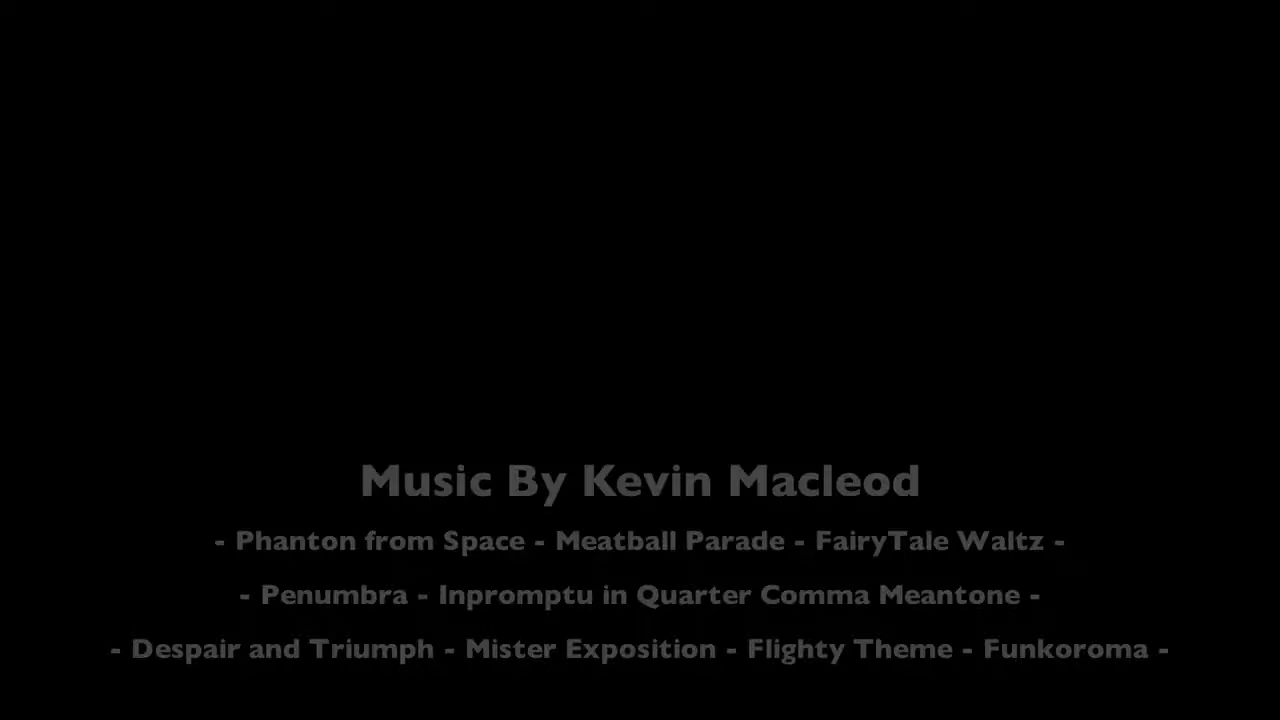 Music By Kevin Macleod
- Phanton from Space - Meatball Parade - FairyTale Waltz -
- Penumbra - Inpromptu in Quarter Comma Meantone -
- Despair and Triumph - Mister Exposition - Flighty Theme - Funkoroma -